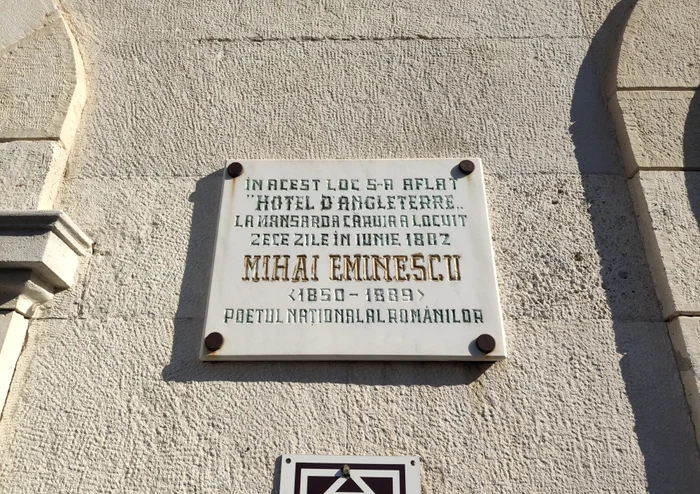 ÎN ACEST LOC S-A AFLAT
"HOTEL D'ANGLETERRE„
LA MANSARDA CĂRUIA A LOCUIT
ZECE ZILE ÎN IUNIE 1882
MIHAI EMINESCU
<1850-1889>
POETUL NAȚIONAL AL ROMÂNILOR